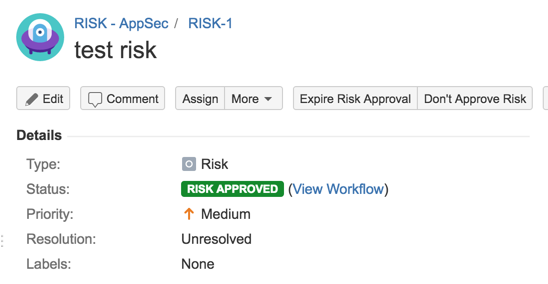 RISK - AppSec / RISK-1
test risk
Edit Comment Assign More Expire Risk Approval Don't Approve Risk
Details
Type: Risk
Status: RISK APPROVED (View Workflow)
Priority: Medium
Resolution: Unresolved
Labels: None